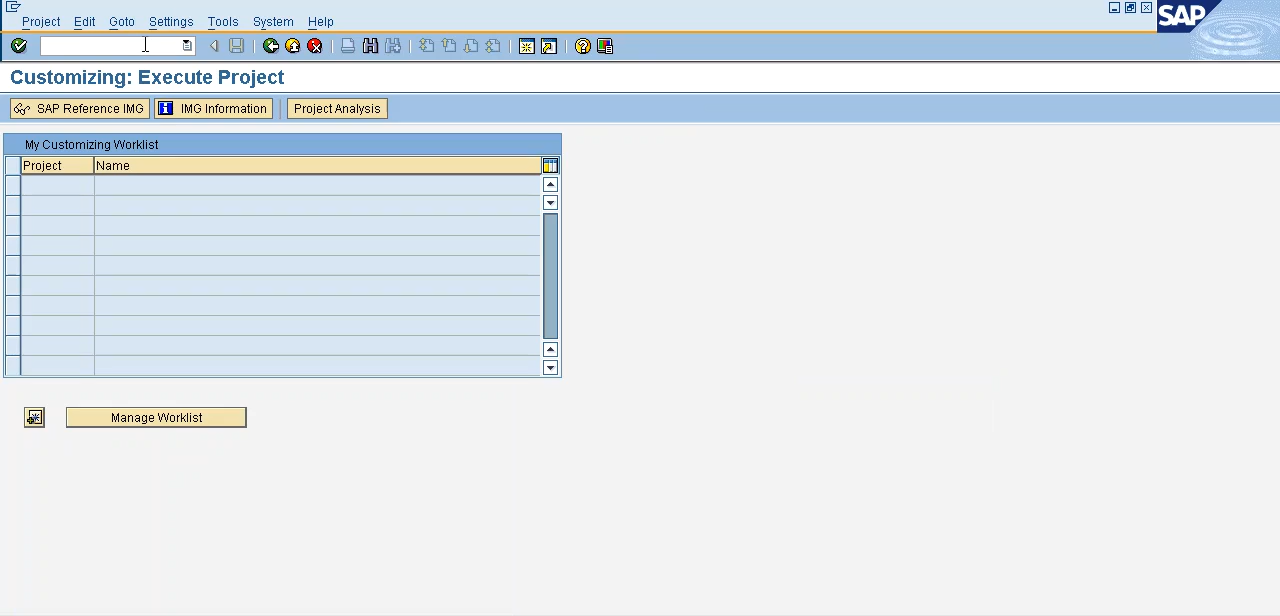 Project Edit Goto Settings Tools System Help
SAP
Customizing: Execute Project
SAP Reference IMG IMG Information Project Analysis
My Customizing Worklist
Project Name
Manage Worklist